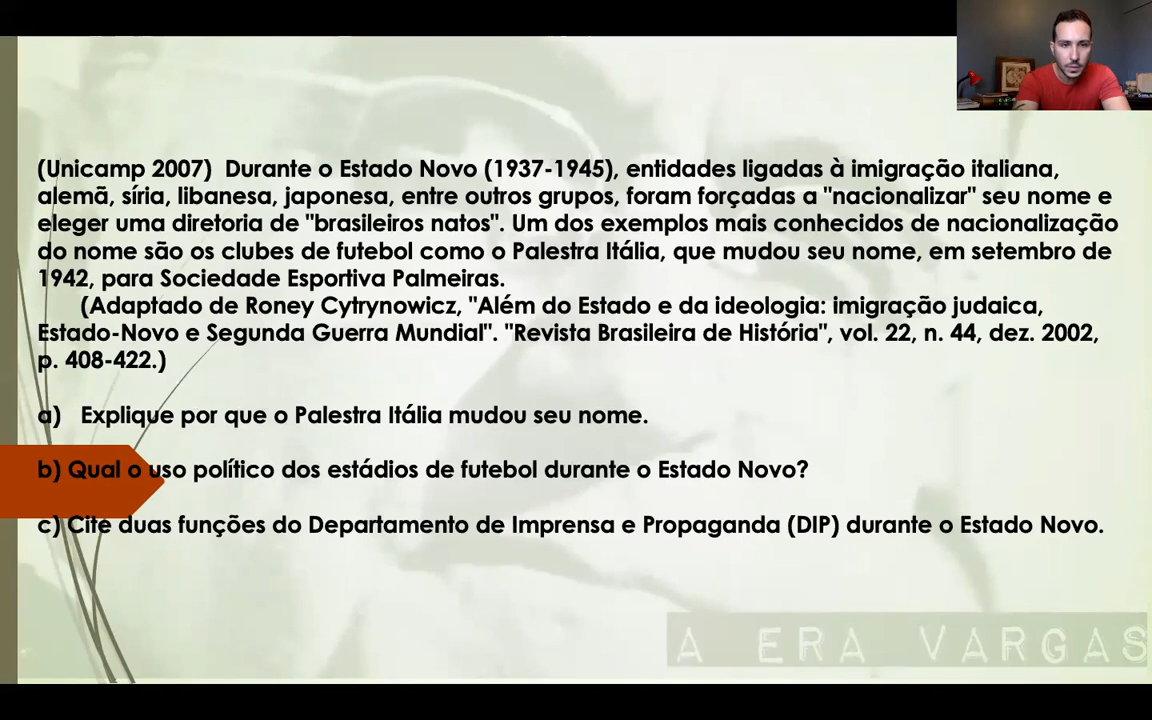 (Unicamp 2007)  Durante o Estado Novo (1937-1945), entidades ligadas à imigração italiana,
alemã, síria, libanesa, japonesa, entre outros grupos, foram forçadas a "nacionalizar" seu nome e
eleger uma diretoria de "brasileiros natos". Um dos exemplos mais conhecidos de nacionalização
do nome são os clubes de futebol como o Palestra Itália, que mudou seu nome, em setembro de
1942, para Sociedade Esportiva Palmeiras.
(Adaptado de Roney Cytrynowicz, "Além do Estado e da ideologia: imigração judaica,
Estado-Novo e Segunda Guerra Mundial". "Revista Brasileira de História", vol. 22, n. 44, dez. 2002,
p. 408-422.)
a)   Explique por que o Palestra Itália mudou seu nome.
b) Qual o uso político dos estádios de futebol durante o Estado Novo?
c) Cite duas funções do Departamento de Imprensa e Propaganda (DIP) durante o Estado Novo.
A ERA VARGAS